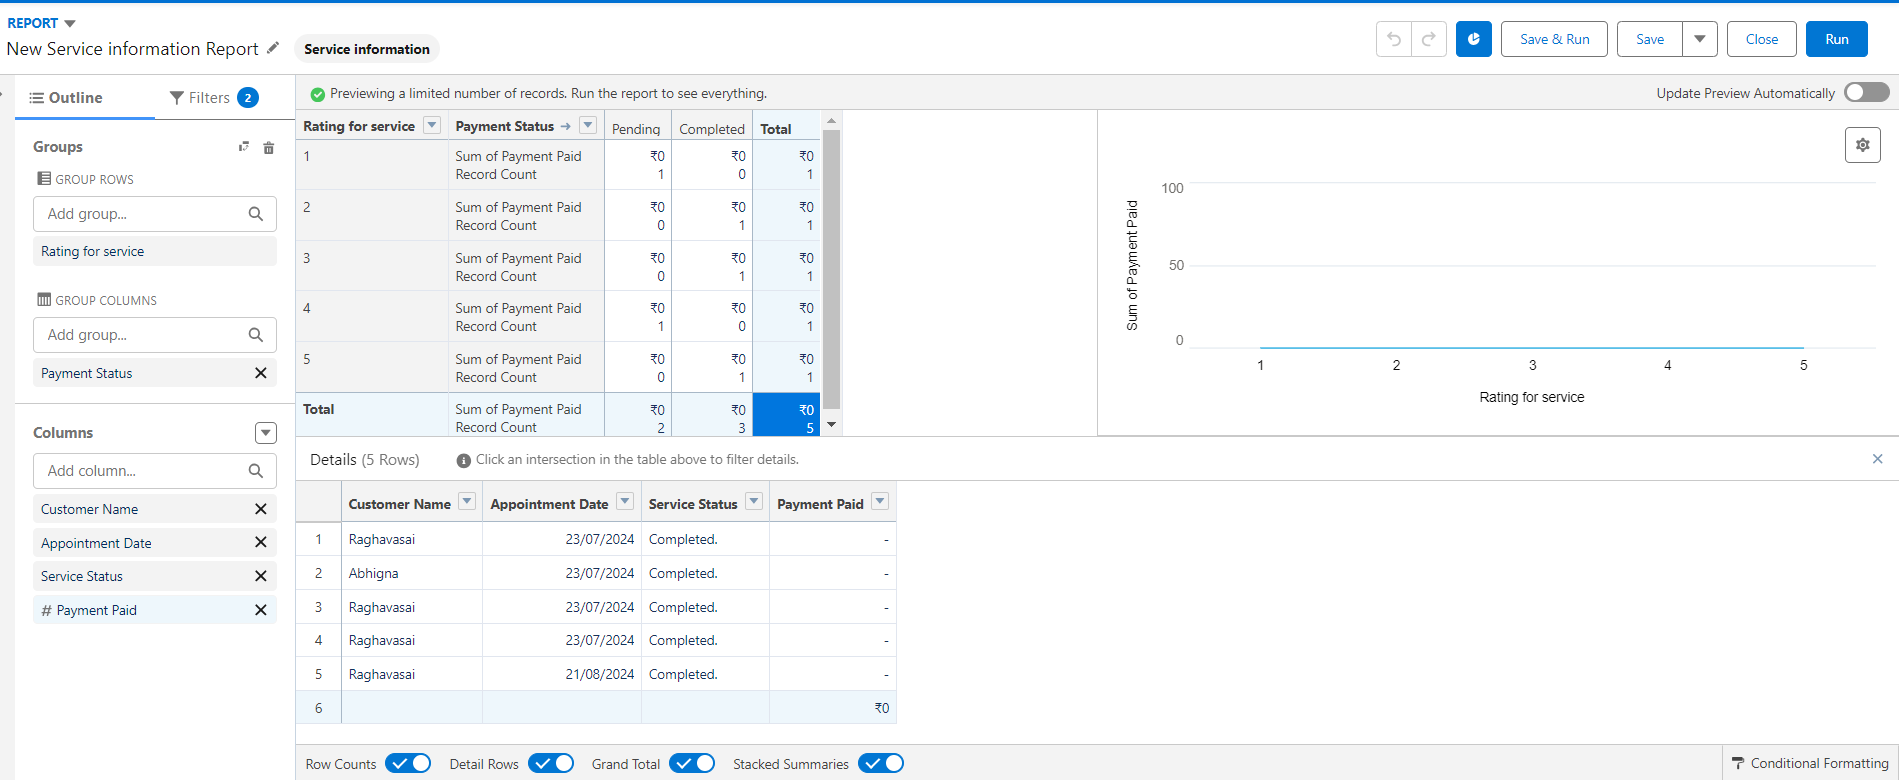 REPORT
New Service information Report
Service information
Save & Run
Save
Close
Run
Outline
Filters 2
Previewing a limited number of records. Run the report to see everything.
Update Preview Automatically
Groups
GROUP ROWS
Add group...
Rating for service
GROUP COLUMNS
Add group...
Payment Status
Columns
Add column...
Customer Name
Appointment Date
Service Status
# Payment Paid
Rating for service Payment Status → Pending Completed Total
1 Sum of Payment Paid ₹0 ₹0 ₹0
Record Count 1 0 1
2 Sum of Payment Paid ₹0 ₹0 ₹0
Record Count 0 1 1
3 Sum of Payment Paid ₹0 ₹0 ₹0
Record Count 0 1 1
4 Sum of Payment Paid ₹0 ₹0 ₹0
Record Count 1 0 1
5 Sum of Payment Paid ₹0 ₹0 ₹0
Record Count 0 1 1
Total Sum of Payment Paid ₹0 ₹0 ₹0
Record Count 2 3 5
Sum of Payment Paid
100
50
0
1 2 3 4 5
Rating for service
Details (5 Rows)
Click an intersection in the table above to filter details.
Customer Name Appointment Date Service Status Payment Paid
1 Raghavasai 23/07/2024 Completed. -
2 Abhigna 23/07/2024 Completed. -
3 Raghavasai 23/07/2024 Completed. -
4 Raghavasai 23/07/2024 Completed. -
5 Raghavasai 21/08/2024 Completed. -
6 ₹0
Row Counts
Detail Rows
Grand Total
Stacked Summaries
Conditional Formatting